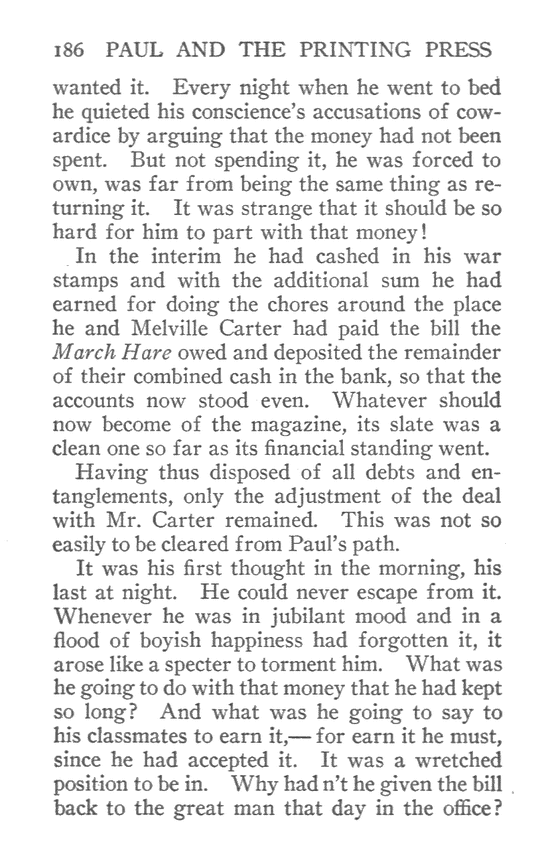 186 PAUL AND THE PRINTING PRESS
wanted it. Every night when he went to bed
he quieted his conscience's accusations of cow-
ardice by arguing that the money had not been
spent. But not spending it, he was forced to
own, was far from being the same thing as re-
turning it. It was strange that it should be so
hard for him to part with that money!
In the interim he had cashed in his war
stamps and with the additional sum he had
earned for doing the chores around the place
he and Melville Carter had paid the bill the
March Hare owed and deposited the remainder
of their combined cash in the bank, so that the
accounts now stood even. Whatever should
now become of the magazine, its slate was a
clean one so far as its financial standing went.
Having thus disposed of all debts and en-
tanglements, only the adjustment of the deal
with Mr. Carter remained. This was not so
easily to be cleared from Paul's path.
It was his first thought in the morning, his
last at night. He could never escape from it.
Whenever he was in jubilant mood and in a
flood of boyish happiness had forgotten it, it
arose like a specter to torment him. What was
he going to do with that money that he had kept
so long? And what was he going to say to
his classmates to earn it,— for earn it he must,
since he had accepted it. It was a wretched
position to be in. Why had n't he given the bill
back to the great man that day in the office?